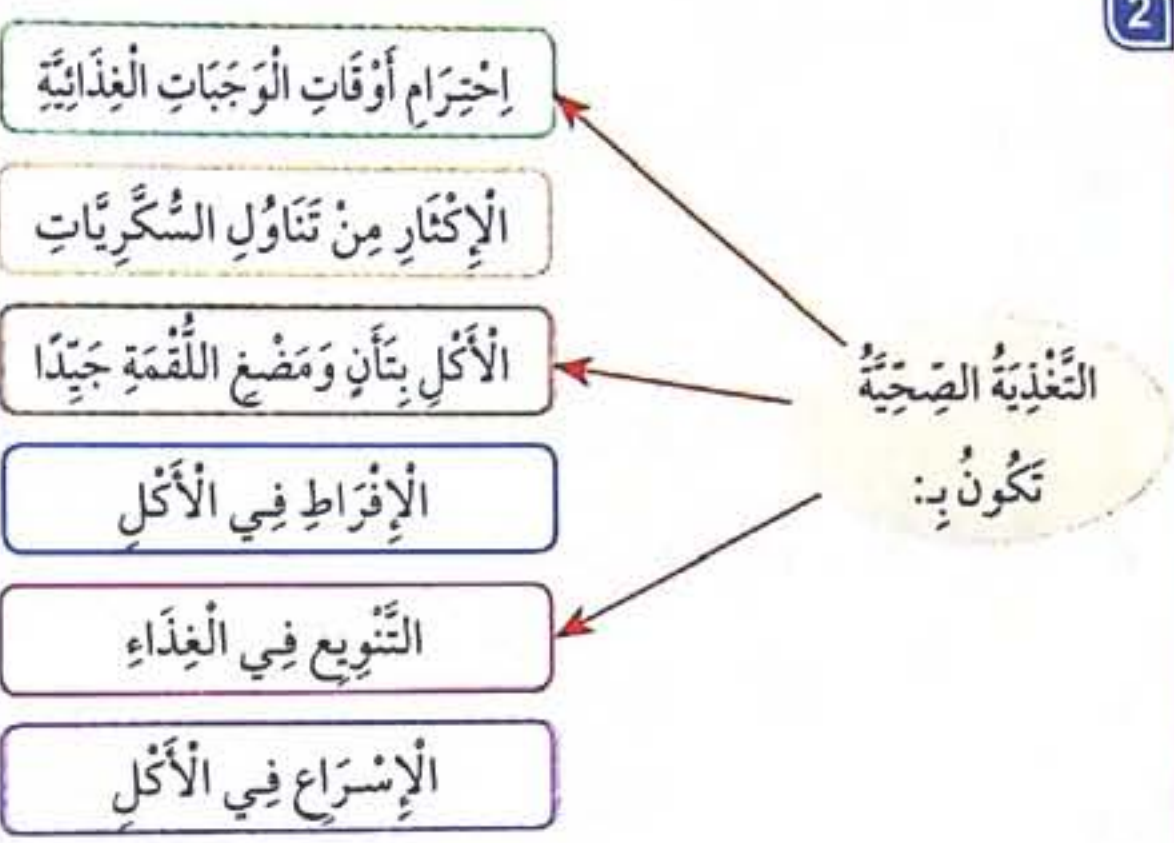 2
التَّغْذِيَةُ الصِّحِّيَّةُ
تَكُونُ بِـ:
اِحْتِرَامِ أَوْقَاتِ الْوَجَبَاتِ الْغِذَائِيَّةِ
الْإِكْثَارِ مِنْ تَنَاوُلِ السُّكَّرِيَّاتِ
الْأَكْلِ بِتَأَنٍ وَمَضْغِ اللُّقْمَةِ جَيِّدًا
الْإِفْرَاطِ فِي الْأَكْلِ
التَّنْوِيعِ فِي الْغِذَاءِ
الْإِسْرَاعِ فِي الْأَكْلِ